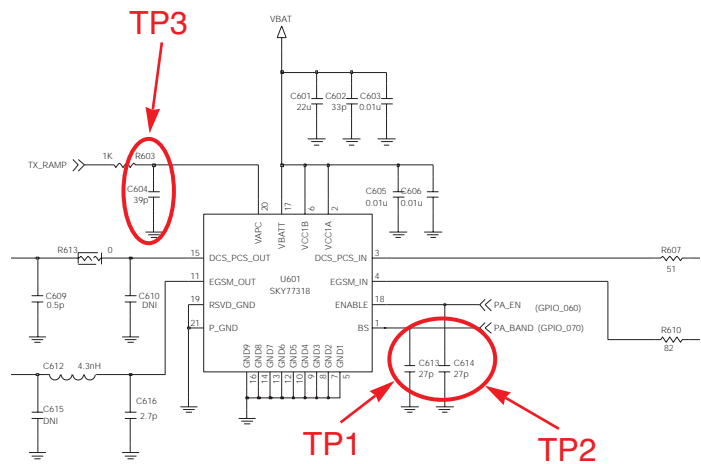 TP3
VBAT
C601
22u
C602
33p
C603
0.01u
TX_RAMP
1K
R603
C604
39p
C605
0.01u
C606
0.01u
20
17
6
2
VAPC
VBATT
VCC1B
VCC1A
R613
0
15
DCS_PCS_OUT
DCS_PCS_IN
3
R607
51
11
EGSM_OUT
U601
SKY77318
EGSM_IN
4
C609
0.5p
C610
DNI
19
RSVD_GND
ENABLE
18
PA_EN
(GPIO_060)
21
P_GND
BS
1
PA_BAND
(GPIO_070)
R610
82
GND9
GND8
GND7
GND6
GND5
GND4
GND3
GND2
GND1
16
14
13
12
10
9
8
7
5
C612
4.3nH
C613
27p
C614
27p
C615
DNI
C616
2.7p
TP1
TP2